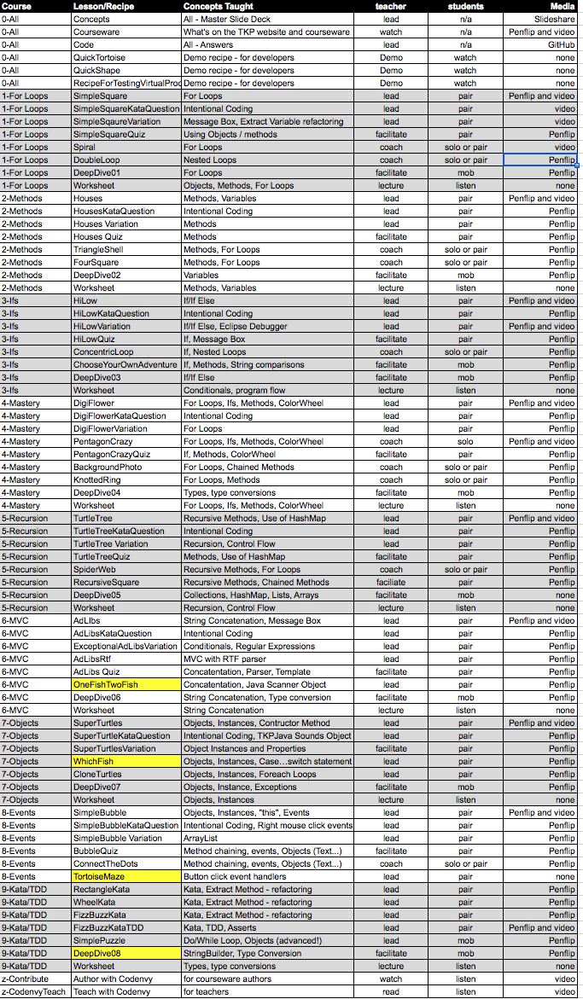 Course Lesson/Recipe Concepts Taught teacher students Media
0-All Concepts All - Master Slide Deck lead n/a Slideshare
0-All Courseware What's on the TKP website and courseware watch n/a Penflip and video
0-All Code All - Answers lead n/a GitHub
0-All QuickTortoise Demo recipe - for developers Demo watch none
0-All QuickShape Demo recipe - for developers Demo watch none
0-All RecipeForTestingVirtualProc Demo recipe - for developers Demo watch none
1-For Loops SimpleSquare For Loops lead pair Penflip and video
1-For Loops SimpleSquareKataQuestion Intentional Coding lead pair video
1-For Loops SimpleSqaureVariation Message Box, Extract Variable refactoring lead pair video
1-For Loops SimpleSquareQuiz Using Objects / methods facilitate pair Penflip
1-For Loops Spiral For Loops coach solo or pair video
1-For Loops DoubleLoop Nested Loops coach solo or pair Penflip
1-For Loops DeepDive01 For Loops facilitate mob Penflip
1-For Loops Worksheet Objects, Methods, For Loops lecture listen none
2-Methods Houses Methods, Variables lead pair Penflip and video
2-Methods HousesKataQuestion Intentional Coding lead pair Penflip
2-Methods Houses Variation Methods lead pair Penflip
2-Methods Houses Quiz Methods facilitate pair Penflip
2-Methods TriangleShell Methods, For Loops coach solo or pair Penflip
2-Methods FourSquare Methods, For Loops coach solo or pair Penflip
2-Methods DeepDive02 Variables facilitate mob Penflip
2-Methods Worksheet Methods, Variables lecture listen none
3-Ifs HiLow If/If Else lead pair Penflip and video
3-Ifs HiLowKataQuestion Intentional Coding lead pair Penflip
3-Ifs HiLowVariation If/If Else, Eclipse Debugger lead pair Penflip and video
3-Ifs HiLowQuiz If, Message Box facilitate pair Penflip
3-Ifs ConcentricLoop If, Nested Loops coach solo or pair Penflip
3-Ifs ChooseYourOwnAdventure If, Methods, String comparisons facilitate mob Penflip
3-Ifs DeepDive03 If/If Else facilitate mob Penflip
3-Ifs Worksheet Conditionals, program flow lecture listen none
4-Mastery DigiFlower For Loops, Ifs, Methods, ColorWheel lead pair Penflip and video
4-Mastery DigiFlowerKataQuestion Intentional Coding lead pair Penflip
4-Mastery DigiFlowerVariation For Loops lead pair Penflip
4-Mastery PentagonCrazy For Loops, Ifs, Methods, ColorWheel coach solo Penflip and video
4-Mastery PentagonCrazyQuiz If, Methods, ColorWheel facilitate pair Penflip
4-Mastery BackgroundPhoto For Loops, Chained Methods coach solo or pair Penflip
4-Mastery KnottedRing For Loops, Methods coach solo or pair Penflip
4-Mastery DeepDive04 Types, type conversions facilitate mob Penflip
4-Mastery Worksheet For Loops, Ifs, Methods, ColorWheel lecture listen none
5-Recursion TurtleTree Recursive Methods, Use of HashMap lead pair Penflip and video
5-Recursion TurtleTreeKataQuestion Intentional Coding lead pair Penflip
5-Recursion TurtleTree Variation Recursion, Control Flow lead pair Penflip
5-Recursion TurtleTreeQuiz Methods, Use of HashMap facilitate pair Penflip
5-Recursion SpiderWeb Recursive Methods, For Loops coach solo or pair Penflip
5-Recursion RecursiveSquare Recursive Methods, Chained Methods faciliate pair Penflip
5-Recursion DeepDive05 Collections, HashMap, Lists, Arrays facilitate mob none
5-Recursion Worksheet Recursion, Control Flow lecture listen none
6-MVC AdLIbs String Concatenation, Message Box lead pair Penflip and video
6-MVC AdLibsKataQuestion Intentional Coding lead pair Penflip
6-MVC ExceptionalAdLibsVariation Conditionals, Regular Expressions lead pair Penflip
6-MVC AdLibsRtf MVC with RTF parser lead pair Penflip
6-MVC AdLibs Quiz Concatentation, Parser, Template facilitate pair Penflip
6-MVC OneFishTwoFish Concatentation, Java Scanner Object lead pair Penflip
6-MVC DeepDive06 String Concatenation, Type conversion facilitate mob Penflip
6-MVC Worksheet String Concatenation lecture listen none
7-Objects SuperTurtles Objects, Instances, Contructor Method lead pair Penflip and video
7-Objects SuperTurtleKataQuestion Intentional Coding, TKPJava Sounds Object lead pair Penflip
7-Objects SuperTurtlesVariation Object Instances and Properties facilitate pair Penflip
7-Objects WhichFish Objects, Instances, Case...switch statement lead pair Penflip
7-Objects CloneTurtles Objects, Instances, Foreach Loops lead pair Penflip
7-Objects DeepDive07 Objects, Instance, Exceptions facilitate mob Penflip
7-Objects Worksheet Objects, Instances lecture listen none
8-Events SimpleBubble Objects, Instances, "this", Events lead pair Penflip and video
8-Events SimpleBubbleKataQuestion Intentional Coding, Right mouse click events lead pair Penflip
8-Events SimpleBubble Variation ArrayList lead pair Penflip
8-Events BubbleQuiz Method chaining, events, Objects (Text...) facilitate pair Penflip
8-Events ConnectTheDots Method chaining, events, Objects (Text...) coach solo or pair Penflip
8-Events TortoiseMaze Button click event handlers lead pair none
9-Kata/TDD RectangleKata Kata, Extract Method - refactoring lead pair Penflip
9-Kata/TDD WheelKata Kata, Extract Method - refactoring lead pair Penflip
9-Kata/TDD FizzBuzzKata Kata, Extract Method - refactoring lead pair Penflip
9-Kata/TDD FizzBuzzKataTDD Kata, TDD, Asserts lead pair Penflip and video
9-Kata/TDD SimplePuzzle Do/While Loop, Objects (advanced!) lead mob Penflip
9-Kata/TDD DeepDive08 StringBuilder, Type Conversion facilitate mob Penflip
9-Kata/TDD Worksheet Types, type conversions lecture listen none
z-Contribute Author with Codenvy for courseware authors watch listen video
z-CodenvyTeach Teach with Codenvy for teachers read listen video